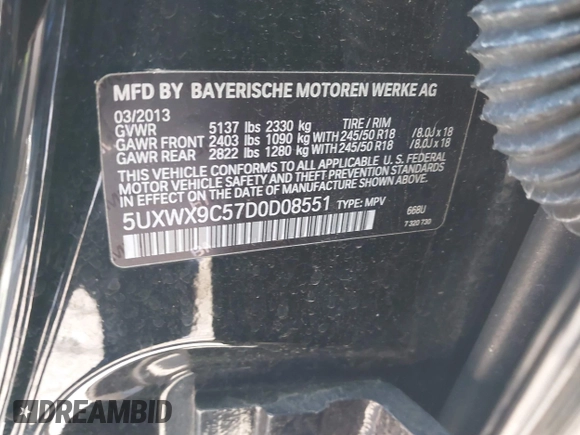 MFD BY BAYERISCHE MOTOREN WERKE AG
03/2013
GVWR 5137 lbs 2330 kg TIRE / RIM
GAWR FRONT 2403 lbs 1090 kg WITH 245/50 R18 /8.0J x 18
GAWR REAR 2822 lbs 1280 kg WITH 245/50 R18 /8.0J x 18
THIS VEHICLE CONFORMS TO ALL APPLICABLE U.S. FEDERAL
MOTOR VEHICLE SAFETY AND THEFT PREVENTION STANDARDS
IN EFFECT ON THE DATE OF MANUFACTURE SHOWN ABOVE.
5UXWX9C57D0D08551 TYPE: MPV 668U
7 320 730
DREAMBID